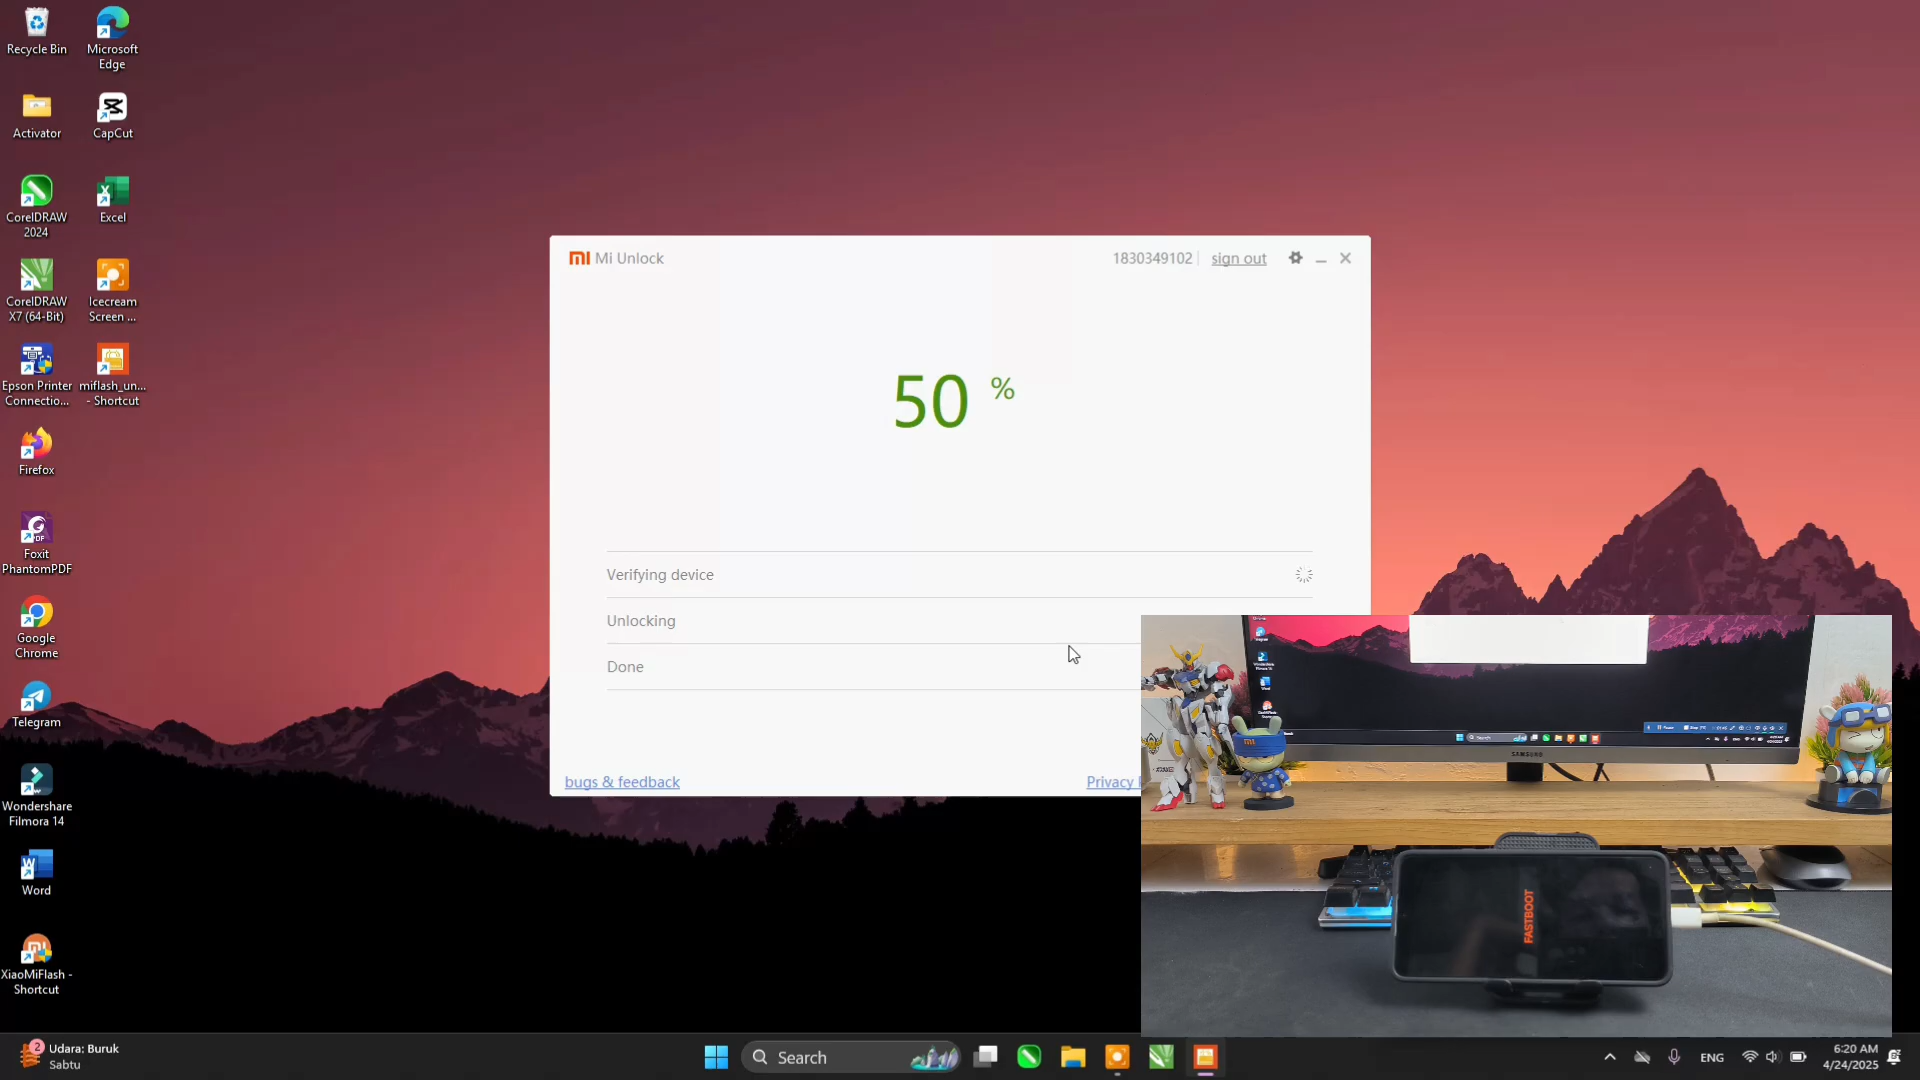 Recycle Bin
Microsoft
Edge
Activator
CapCut
CorelDRAW
2024
Excel
CorelDRAW
X7 (64-Bit)
Icecream
Screen ...
Epson Printer
Connectio...
miflash_un...
- Shortcut
Firefox
Foxit
PhantomPDF
Google
Chrome
Telegram
Wondershare
Filmora 14
Word
XiaoMiFlash -
Shortcut
Mi Unlock
1830349102
sign out
50 %
Verifying device
Unlocking
Done
bugs & feedback
Privacy
SAMSUNG
FASTBOOT
2
Udara: Buruk
Sabtu
Search
ENG
6:20 AM
4/24/2025